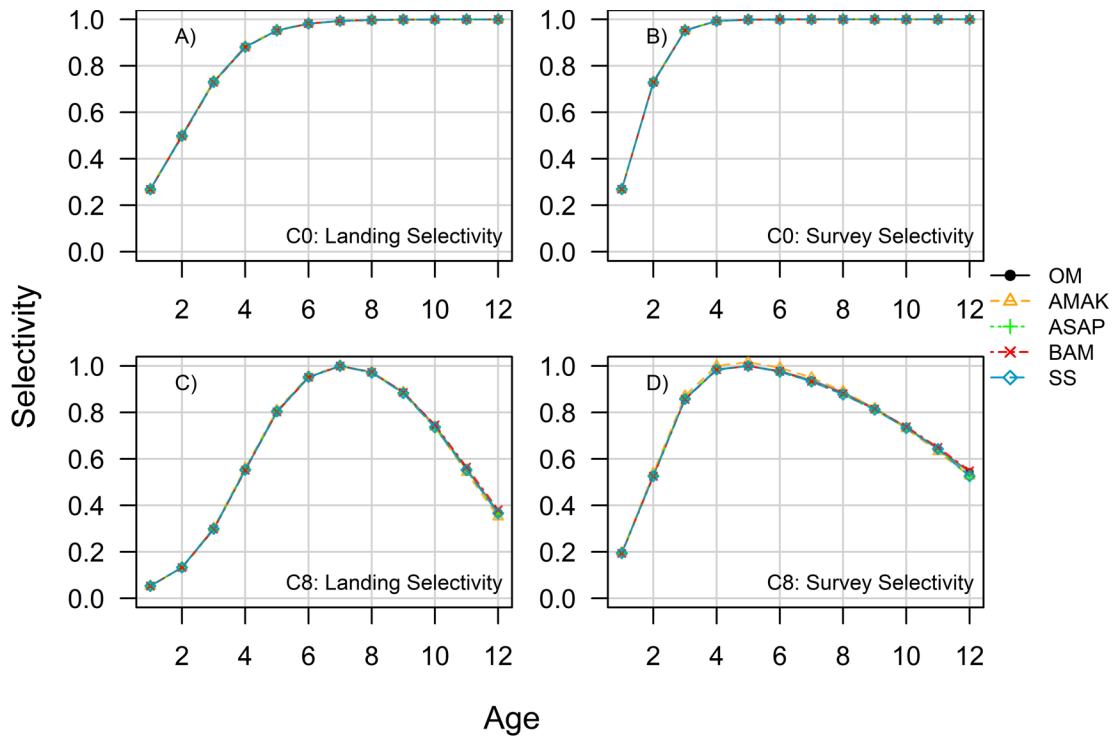 1.0
0.8
0.6
0.4
0.2
0.0
A)
C0: Landing Selectivity
2 4 6 8 10 12
1.0
0.8
0.6
0.4
0.2
0.0
B)
C0: Survey Selectivity
2 4 6 8 10 12
1.0
0.8
0.6
0.4
0.2
0.0
C)
C8: Landing Selectivity
2 4 6 8 10 12
1.0
0.8
0.6
0.4
0.2
0.0
D)
C8: Survey Selectivity
2 4 6 8 10 12
Selectivity
Age
OM
AMAK
ASAP
BAM
SS